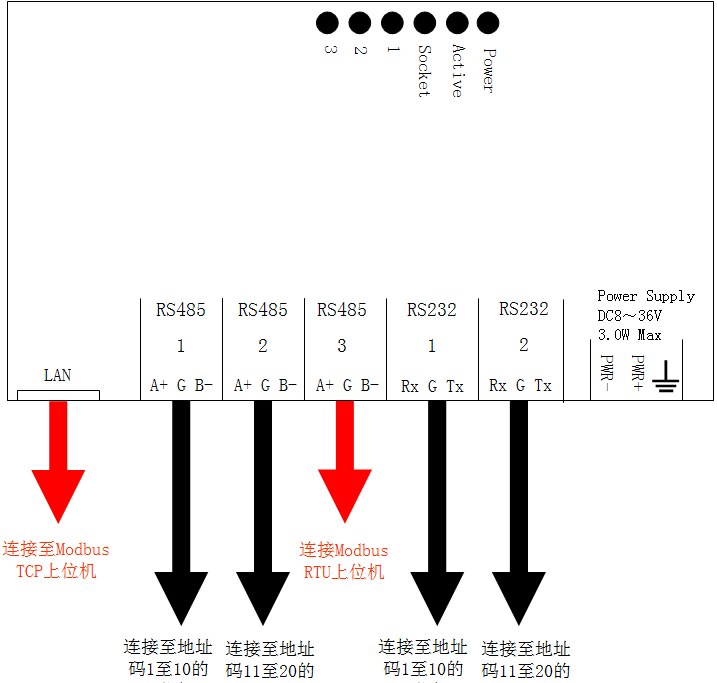 3
2
1
Socket
Active
Power
RS485
1
A+ G B-
RS485
2
A+ G B-
RS485
3
A+ G B-
RS232
1
Rx G Tx
RS232
2
Rx G Tx
Power Supply
DC8～36V
3.0W Max
PWR-
PWR+
LAN
连接至Modbus
TCP上位机
连接Modbus
RTU上位机
连接至地址
码1至10的
连接至地址
码11至20的
连接至地址
码1至10的
连接至地址
码11至20的